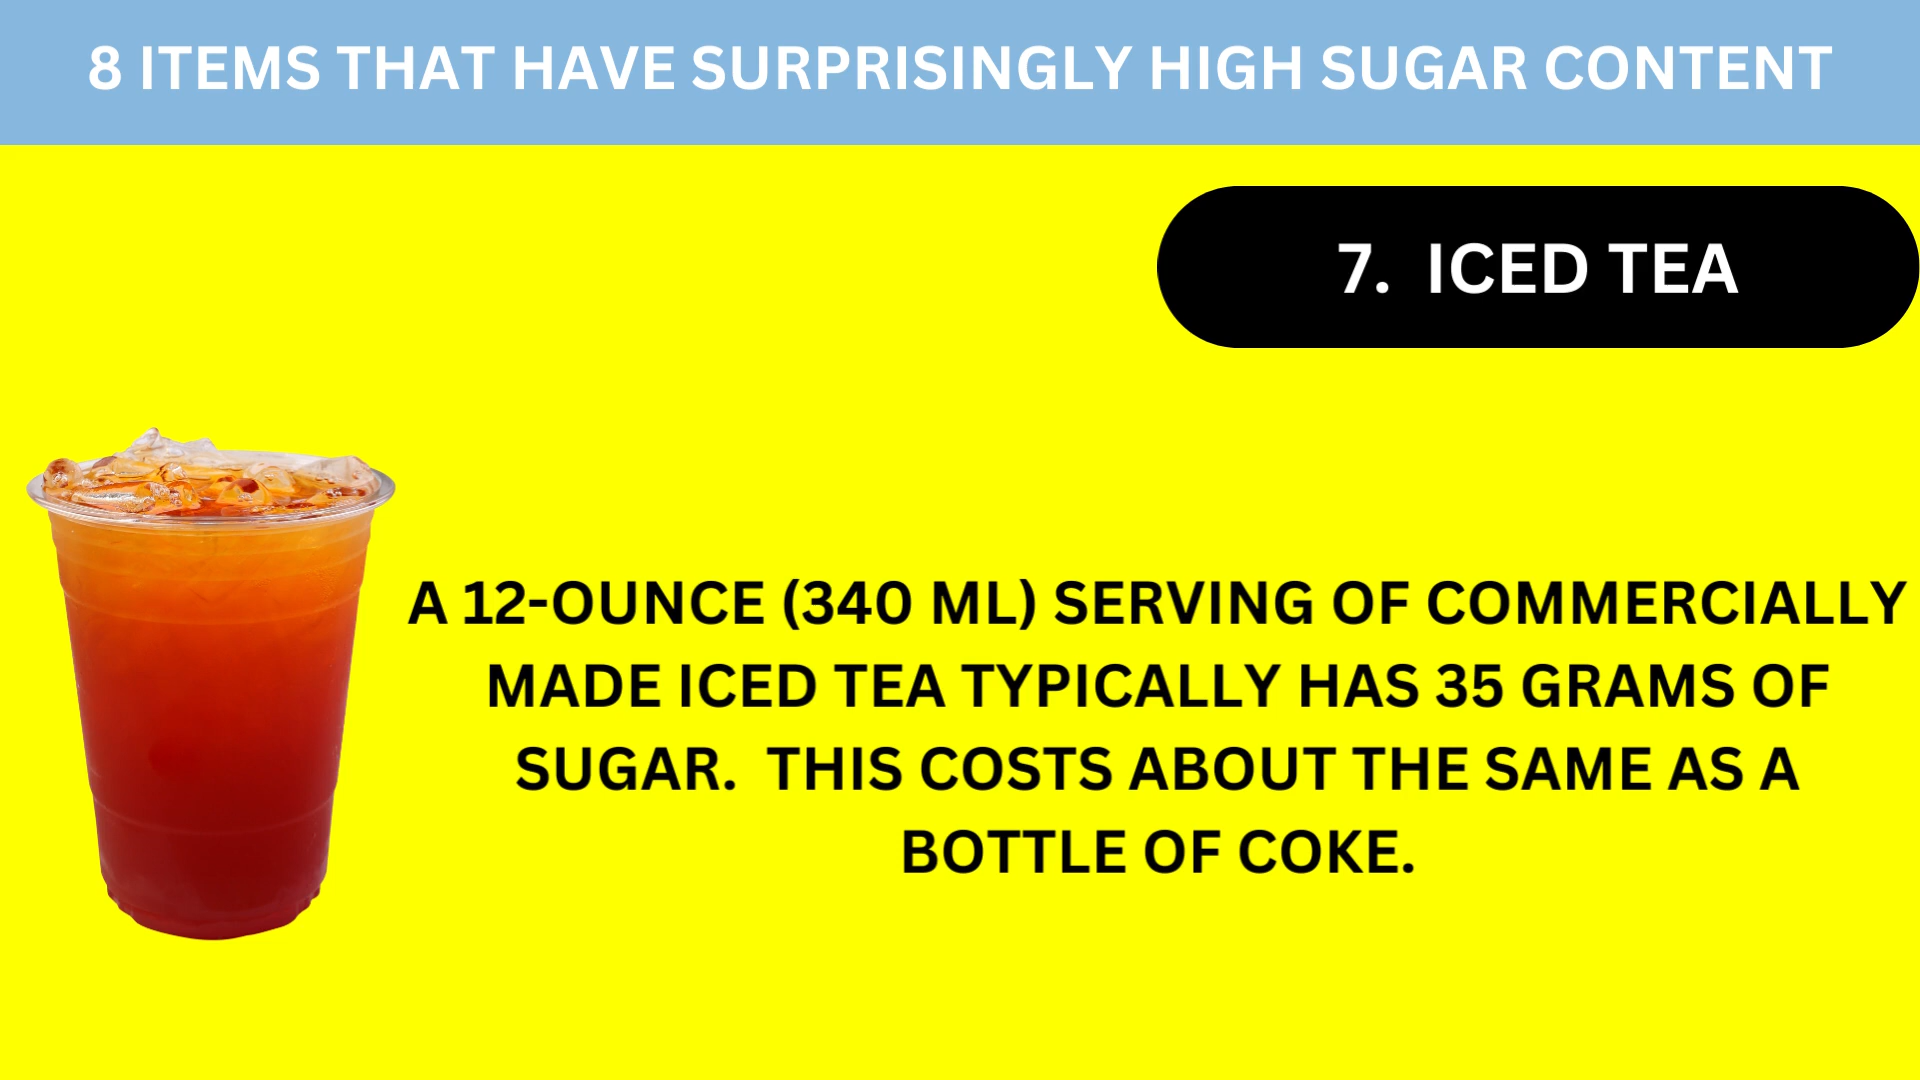 8 ITEMS THAT HAVE SURPRISINGLY HIGH SUGAR CONTENT
7. ICED TEA
A 12-OUNCE (340 ML) SERVING OF COMMERCIALLY
MADE ICED TEA TYPICALLY HAS 35 GRAMS OF
SUGAR. THIS COSTS ABOUT THE SAME AS A
BOTTLE OF COKE.